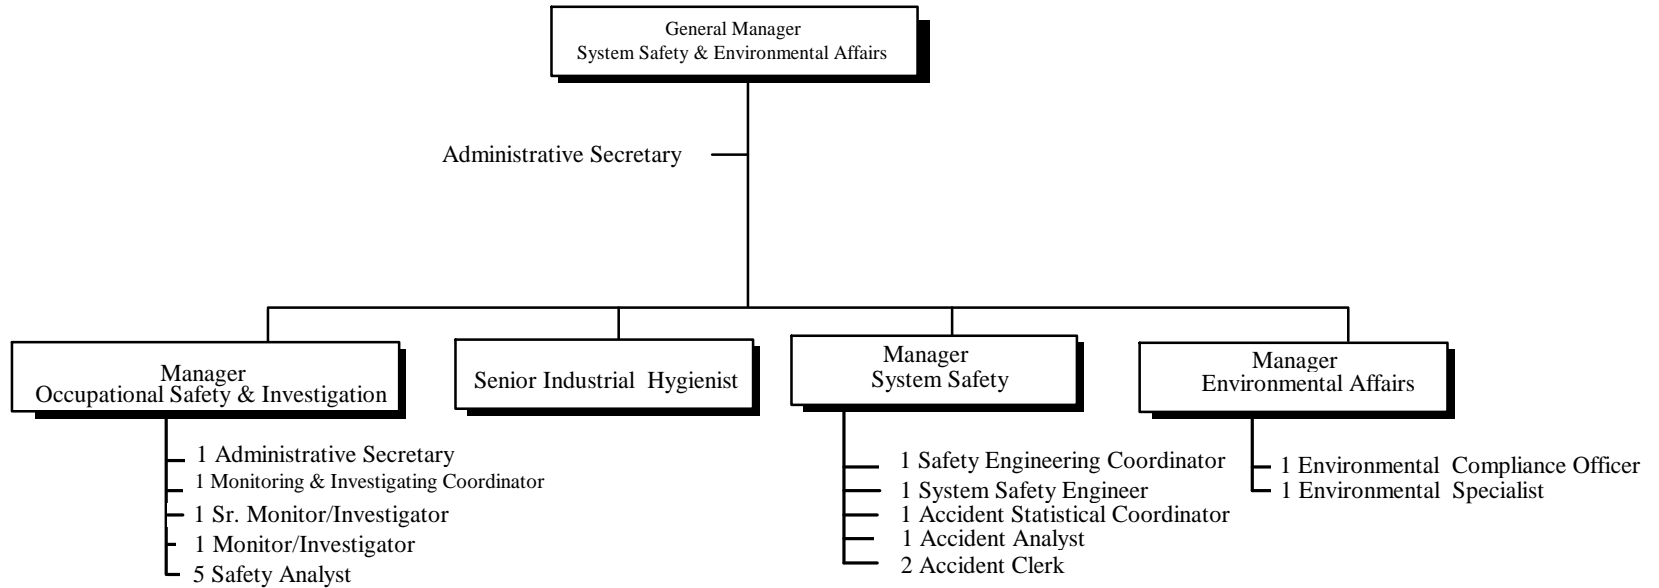 General Manager
System Safety & Environmental Affairs
Administrative Secretary
Manager
Occupational Safety & Investigation
1 Administrative Secretary
1 Monitoring & Investigating Coordinator
1 Sr. Monitor/Investigator
1 Monitor/Investigator
5 Safety Analyst
Senior Industrial Hygienist
Manager
System Safety
1 Safety Engineering Coordinator
1 System Safety Engineer
1 Accident Statistical Coordinator
1 Accident Analyst
2 Accident Clerk
Manager
Environmental Affairs
1 Environmental Compliance Officer
1 Environmental Specialist